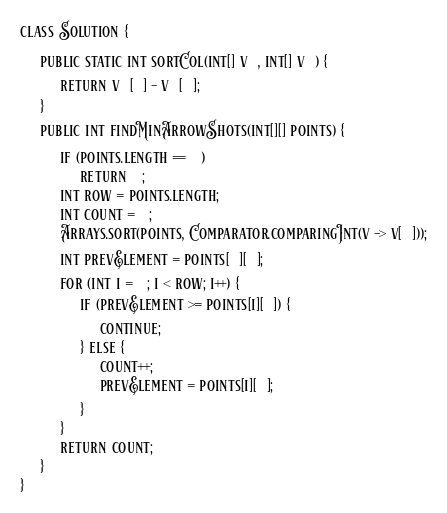 class Solution {
public static int sortCol(int[] v , int[] v ) {
return v [ ] - v [ ];
}
public int findMinArrowShots(int[][] points) {
if (points.length == )
return ;
int row = points.length;
int count = ;
Arrays.sort(points, Comparator.comparingInt(v -> v[ ]));
int prevElement = points[ ][ ];
for (int i = ; i < row; i++) {
if (prevElement >= points[i][ ]) {
continue;
} else {
count++;
prevElement = points[i][ ];
}
}
return count;
}
}